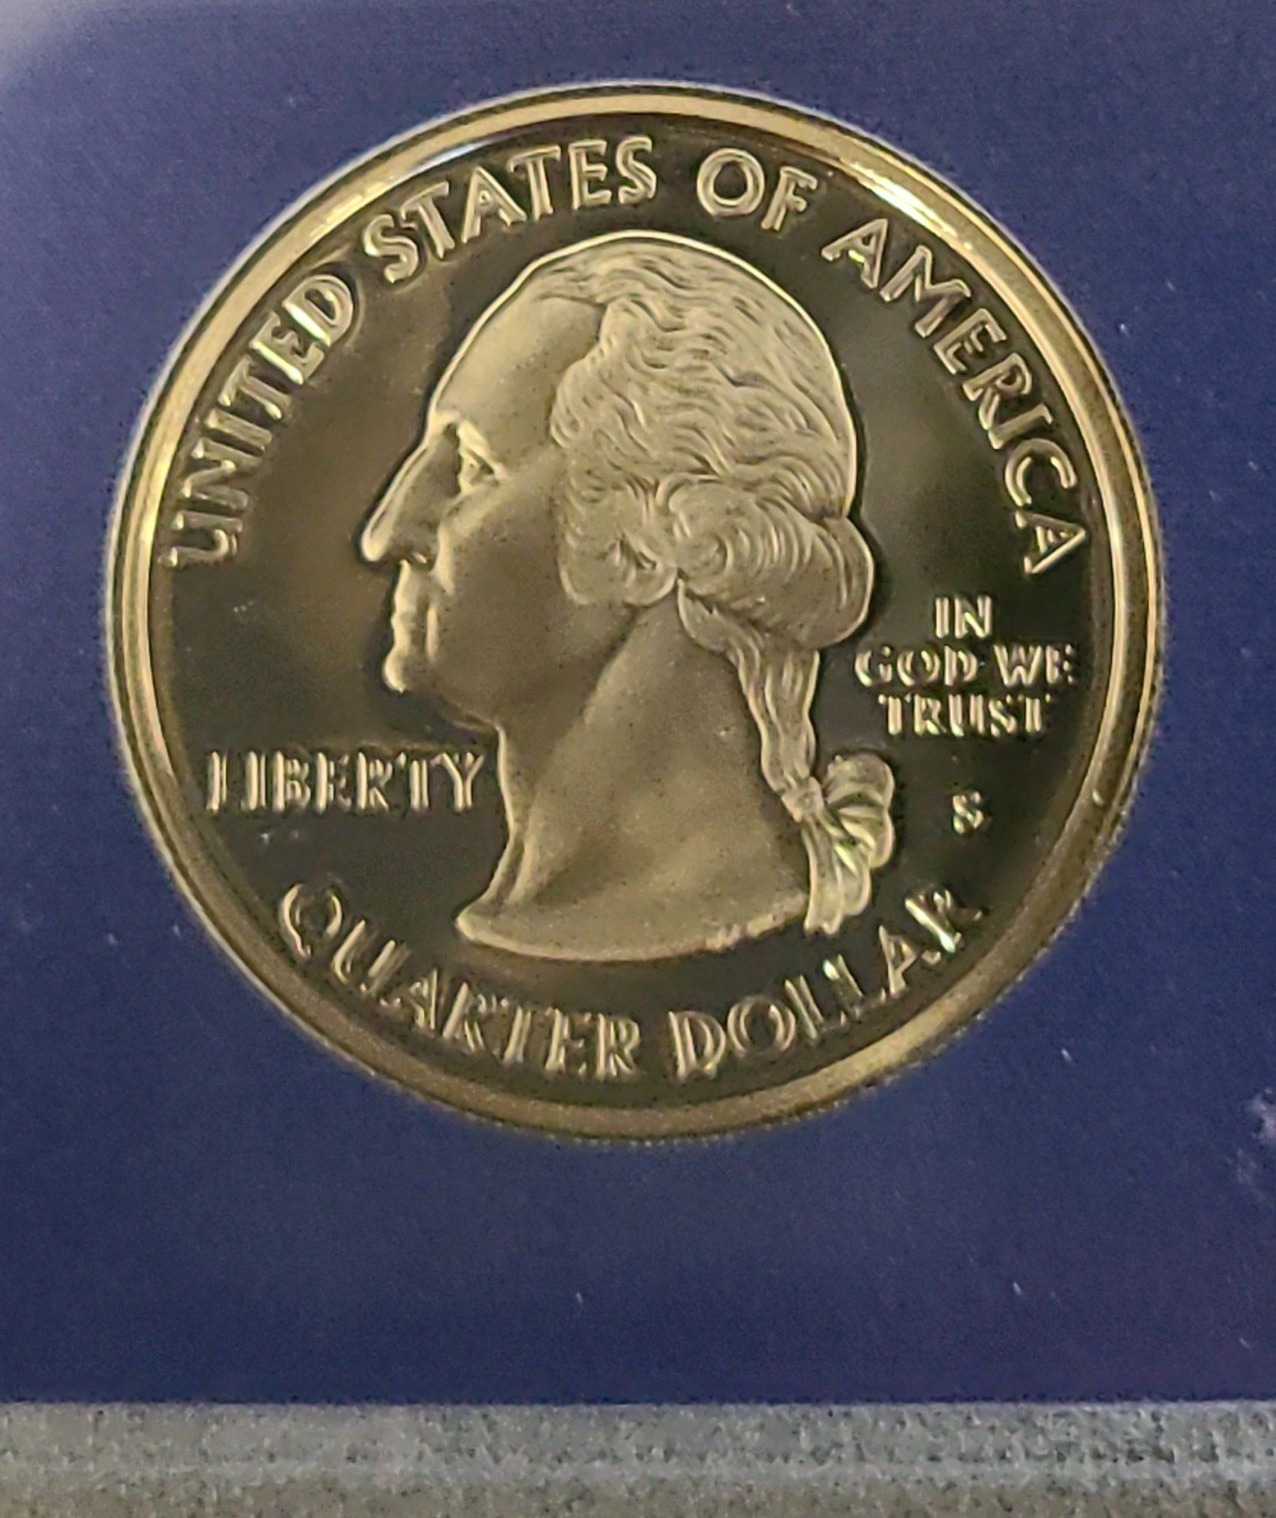 UNITED STATES OF AMERICA
LIBERTY
IN
GOD WE
TRUST
S
QUARTER DOLLAR